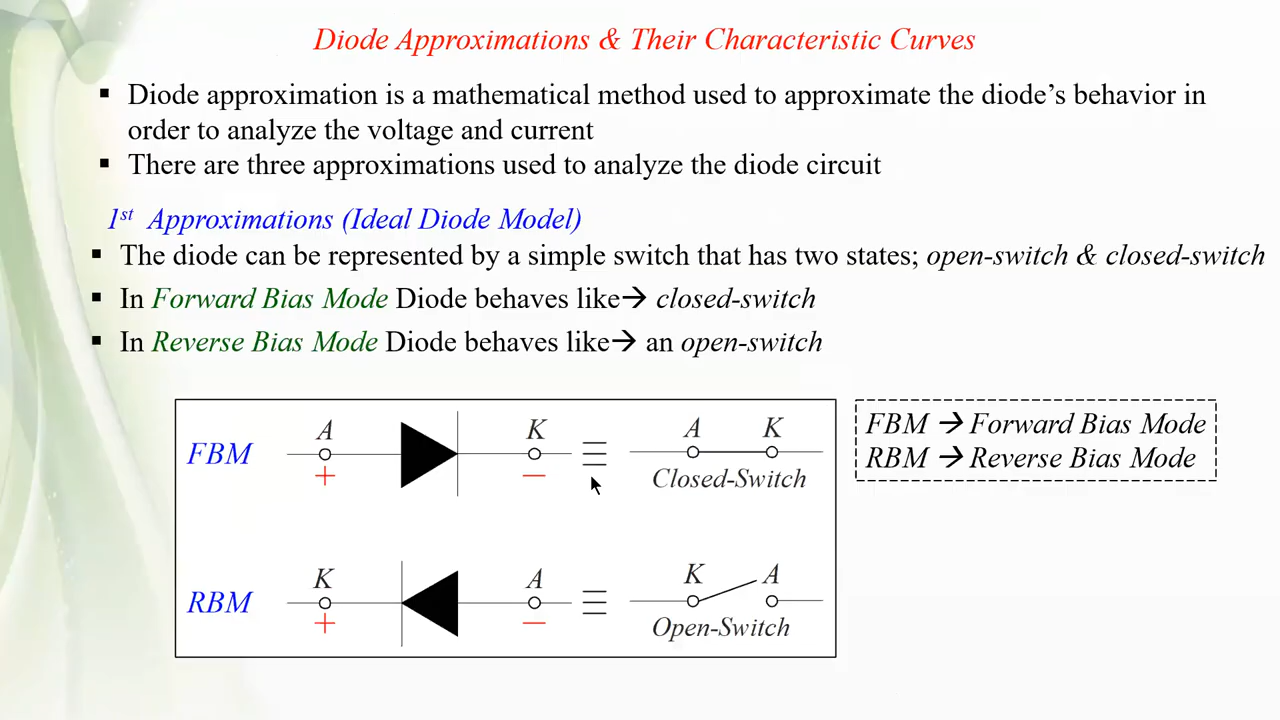 Diode Approximations & Their Characteristic Curves
▪ Diode approximation is a mathematical method used to approximate the diode’s behavior in
order to analyze the voltage and current
▪ There are three approximations used to analyze the diode circuit
1st Approximations (Ideal Diode Model)
▪ The diode can be represented by a simple switch that has two states; open-switch & closed-switch
▪ In Forward Bias Mode Diode behaves like→ closed-switch
▪ In Reverse Bias Mode Diode behaves like→ an open-switch
A K A K
FBM
+ −
Closed-Switch
FBM → Forward Bias Mode
RBM → Reverse Bias Mode
K A K A
RBM
+ −
Open-Switch